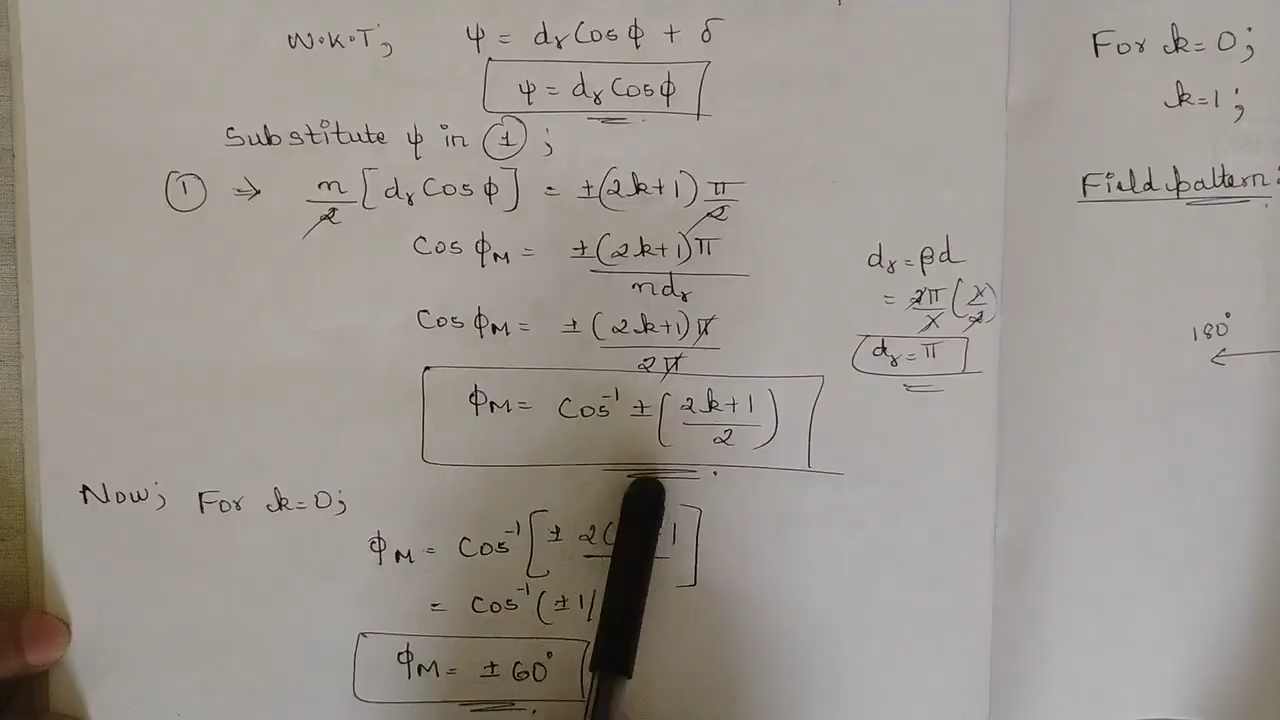 W.K.T; ψ = dᵣ Cos ϕ + δ
ψ = dᵣ Cos ϕ
Substitute ψ in ① ;
① ⇒ n/2 [dᵣ Cos ϕ] = ±(2k+1) π/2
Cos ϕM = ±(2k+1)π / ndᵣ
Cos ϕM = ±(2k+1)π / 2π
ϕM = Cos⁻¹ ± (2k+1 / 2)
dᵣ = βd
= 2π/λ (λ/2)
dᵣ = π
Now; For k=0;
ϕM = Cos⁻¹ [± 2( 1]
= Cos⁻¹ (±1/
ϕM = ± 60°
For k=0;
k=1;
Field pattern:
180°